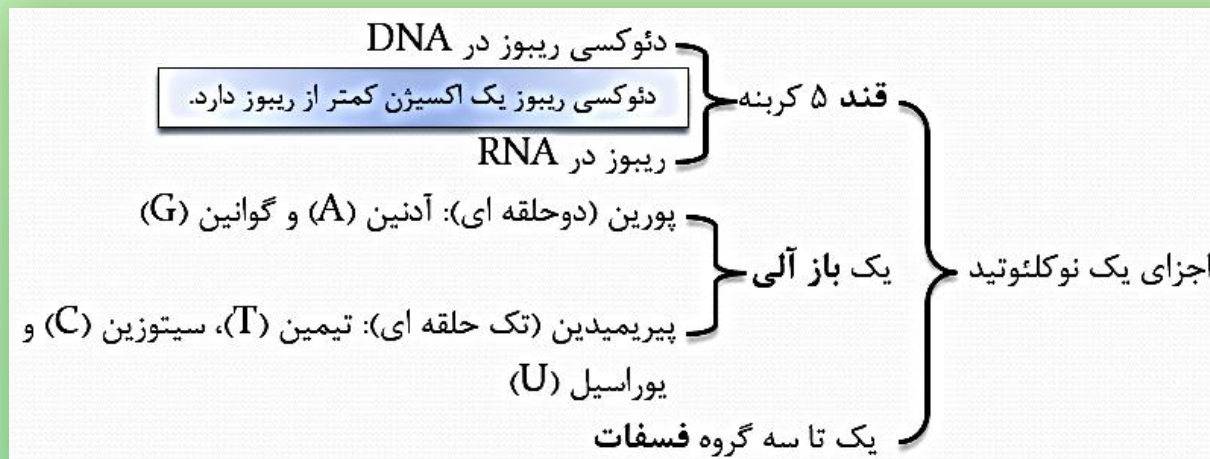 دئوکسی ریبوز در DNA
قند ۵ کربنه
دئوکسی ریبوز یک اکسیژن کمتر از ریبوز دارد.
ریبوز در RNA
پورین (دوحلقه ای): آدنین (A) و گوانین (G)
اجزای یک نوکلئوتید
یک باز آلی
پیریمیدین (تک حلقه ای): تیمین (T)، سیتوزین (C) و
یوراسیل (U)
یک تا سه گروه فسفات